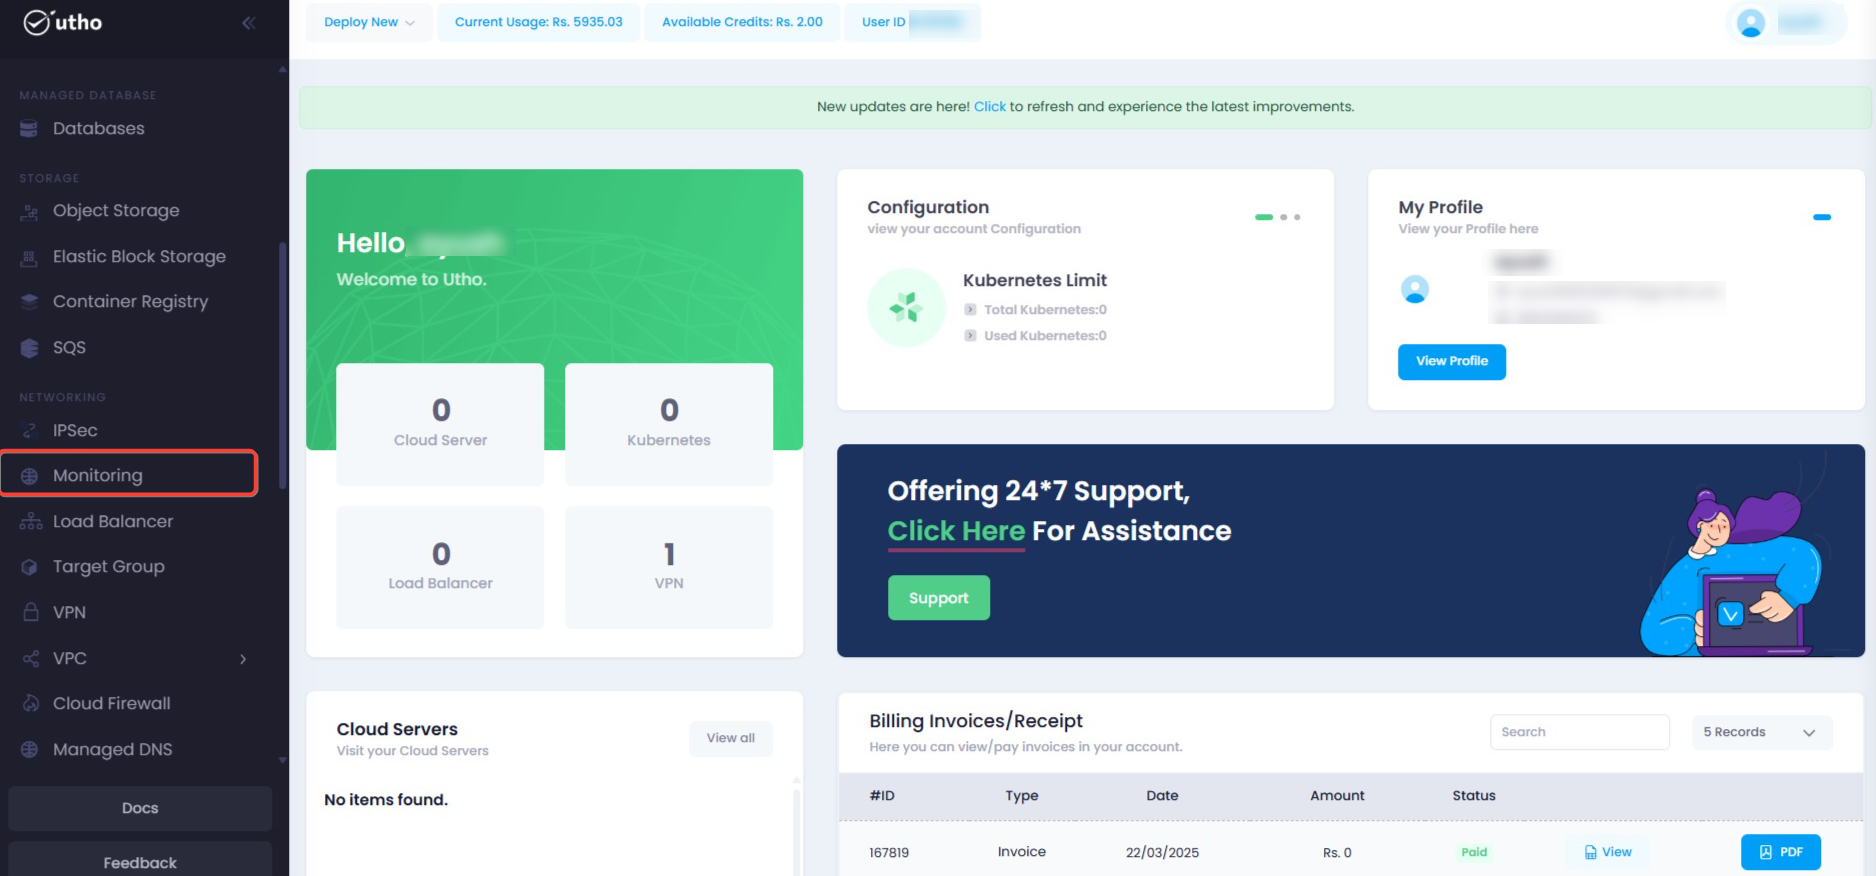 utho
Deploy New
Current Usage: Rs. 5935.03
Available Credits: Rs. 2.00
User ID
MANAGED DATABASE
Databases
STORAGE
Object Storage
Elastic Block Storage
Container Registry
SQS
NETWORKING
IPSec
Monitoring
Load Balancer
Target Group
VPN
VPC
Cloud Firewall
Managed DNS
Docs
Feedback
New updates are here! Click to refresh and experience the latest improvements.
Hello,
Welcome to Utho.
0
Cloud Server
0
Kubernetes
0
Load Balancer
1
VPN
Configuration
view your account Configuration
Kubernetes Limit
Total Kubernetes:0
Used Kubernetes:0
My Profile
View your Profile here
View Profile
Offering 24*7 Support,
Click Here For Assistance
Support
Cloud Servers
Visit your Cloud Servers
View all
No items found.
Billing Invoices/Receipt
Here you can view/pay invoices in your account.
Search
5 Records
#ID Type Date Amount Status
167819 Invoice 22/03/2025 Rs. 0 Paid View PDF